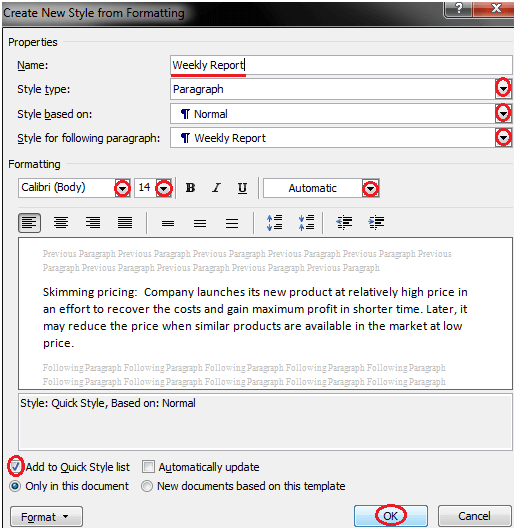 Create New Style from Formatting
?
Properties
Name: Weekly Report
Style type: Paragraph
Style based on: ¶ Normal
Style for following paragraph: ¶ Weekly Report
Formatting
Calibri (Body) 14 B I U Automatic
Previous Paragraph Previous Paragraph Previous Paragraph Previous Paragraph Previous Paragraph Previous
Paragraph Previous Paragraph Previous Paragraph Previous Paragraph Previous Paragraph
Skimming pricing: Company launches its new product at relatively high price in
an effort to recover the costs and gain maximum profit in shorter time. Later, it
may reduce the price when similar products are available in the market at low
price.
Following Paragraph Following Paragraph Following Paragraph Following Paragraph Following Paragraph
Following Paragraph Following Paragraph Following Paragraph Following Paragraph Following Paragraph
Style: Quick Style, Based on: Normal
Add to Quick Style list Automatically update
Only in this document New documents based on this template
Format OK Cancel